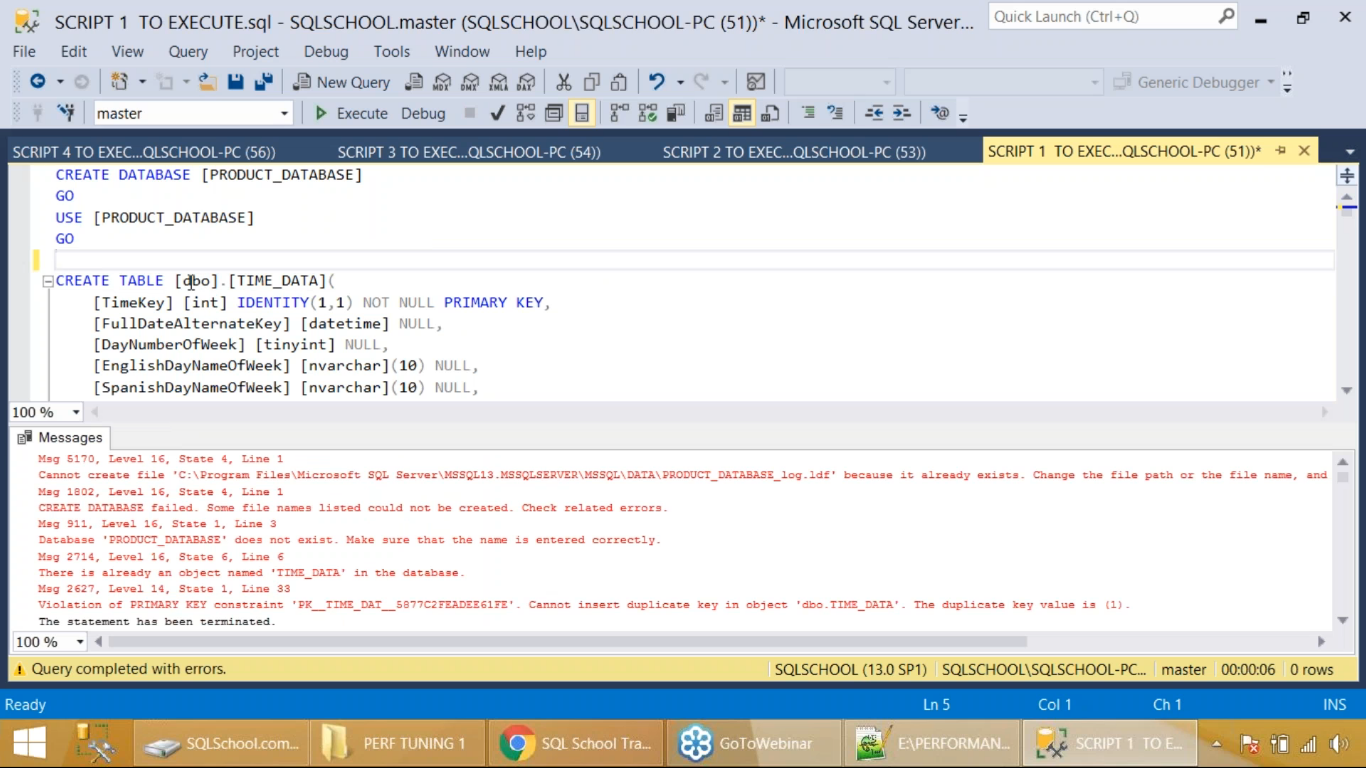 SCRIPT 1  TO EXECUTE.sql - SQLSCHOOL.master (SQLSCHOOL\SQLSCHOOL-PC (51))* - Microsoft SQL Server...
Quick Launch (Ctrl+Q)
File Edit View Query Project Debug Tools Window Help
New Query MDX DMX XMLA DAX Generic Debugger
master Execute Debug
SCRIPT 4 TO EXEC...QLSCHOOL-PC (56)) SCRIPT 3 TO EXEC...QLSCHOOL-PC (54)) SCRIPT 2 TO EXEC...QLSCHOOL-PC (53)) SCRIPT 1  TO EXEC...QLSCHOOL-PC (51))*
CREATE DATABASE [PRODUCT_DATABASE]
GO
USE [PRODUCT_DATABASE]
GO
CREATE TABLE [dbo].[TIME_DATA](
[TimeKey] [int] IDENTITY(1,1) NOT NULL PRIMARY KEY,
[FullDateAlternateKey] [datetime] NULL,
[DayNumberOfWeek] [tinyint] NULL,
[EnglishDayNameOfWeek] [nvarchar](10) NULL,
[SpanishDayNameOfWeek] [nvarchar](10) NULL,
100 %
Messages
Msg 5170, Level 16, State 4, Line 1
Cannot create file 'C:\Program Files\Microsoft SQL Server\MSSQL13.MSSQLSERVER\MSSQL\DATA\PRODUCT_DATABASE_log.ldf' because it already exists. Change the file path or the file name, and
Msg 1802, Level 16, State 4, Line 1
CREATE DATABASE failed. Some file names listed could not be created. Check related errors.
Msg 911, Level 16, State 1, Line 3
Database 'PRODUCT_DATABASE' does not exist. Make sure that the name is entered correctly.
Msg 2714, Level 16, State 6, Line 6
There is already an object named 'TIME_DATA' in the database.
Msg 2627, Level 14, State 1, Line 33
Violation of PRIMARY KEY constraint 'PK__TIME_DAT__5877C2FEADEE61FE'. Cannot insert duplicate key in object 'dbo.TIME_DATA'. The duplicate key value is (1).
The statement has been terminated.
100 %
Query completed with errors. SQLSCHOOL (13.0 SP1) SQLSCHOOL\SQLSCHOOL-PC... master 00:00:06 0 rows
Ready Ln 5 Col 1 Ch 1 INS
SQLSchool.com... PERF TUNING 1 SQL School Tra... GoToWebinar E:\PERFORMAN... SCRIPT 1  TO E...